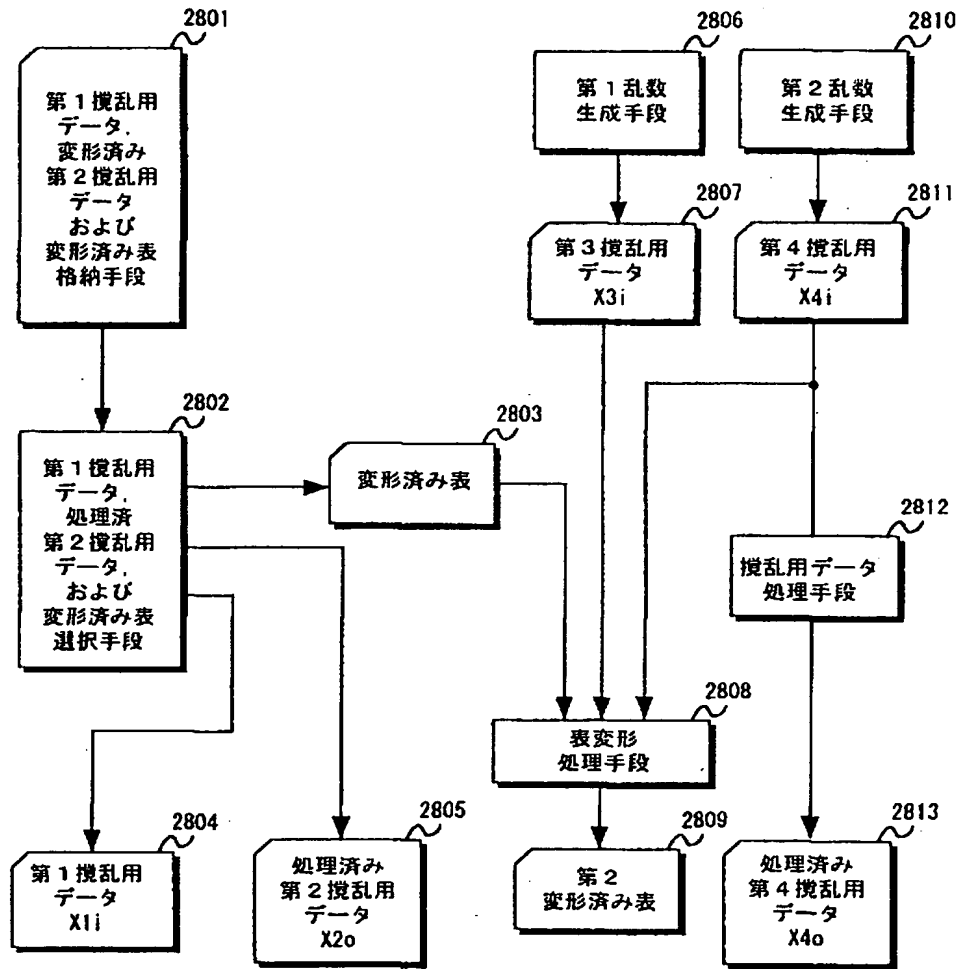 2801
第1撹乱用
データ,
変形済み
第2撹乱用
データ
および
変形済み表
格納手段
2806
第1乱数
生成手段
2810
第2乱数
生成手段
2807
第3撹乱用
データ
X3i
2811
第4撹乱用
データ
X4i
2802
第1撹乱用
データ,
処理済
第2撹乱用
データ,
および
変形済み表
選択手段
2803
変形済み表
2812
撹乱用データ
処理手段
2808
表変形
処理手段
2804
第1撹乱用
データ
X1i
2805
処理済み
第2撹乱用
データ
X2o
2809
第2
変形済み表
2813
処理済み
第4撹乱用
データ
X4o